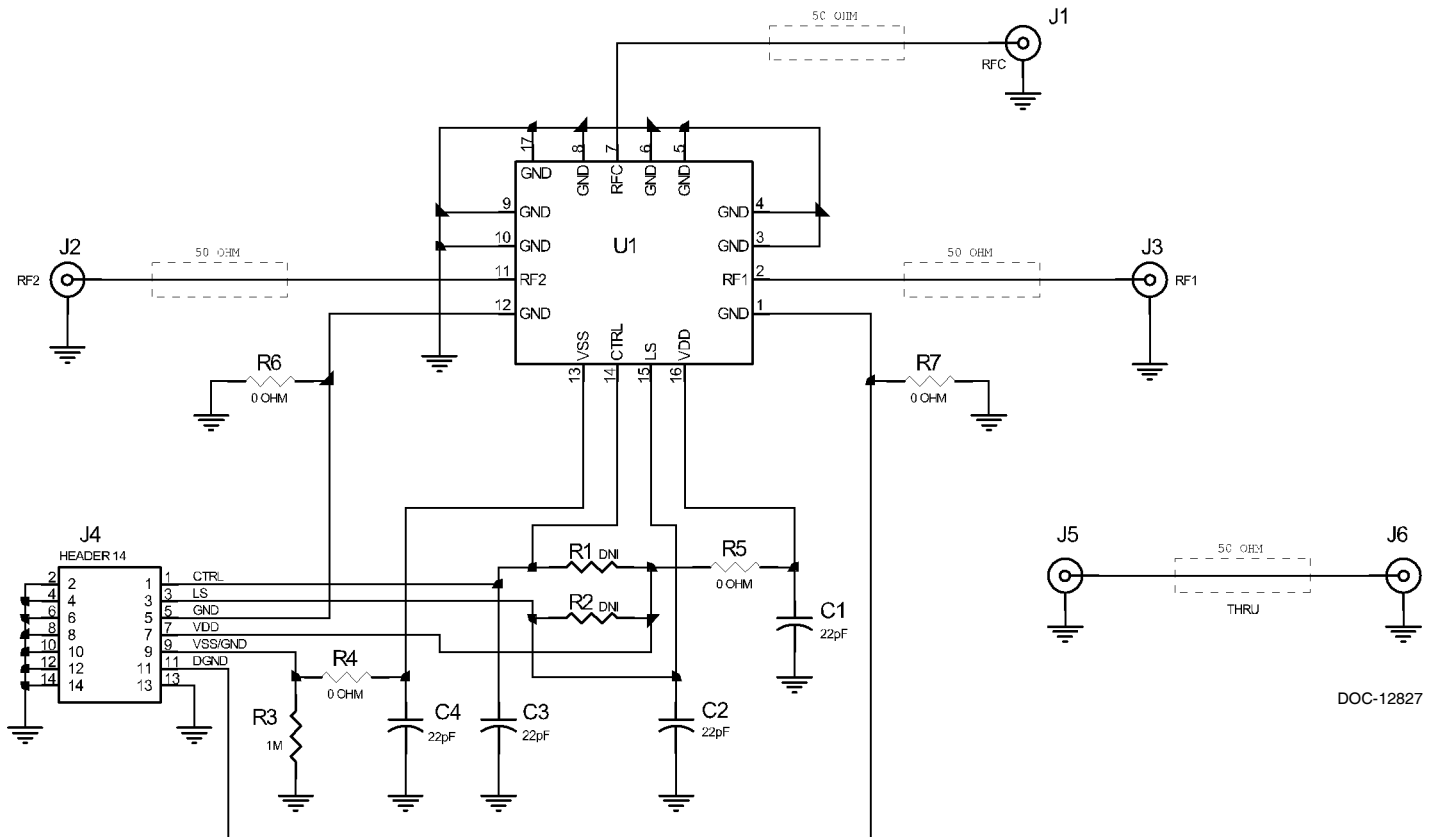 50 OHM
J1
RFC
17 8 7 6 5
GND GND RFC GND GND
9 GND GND 4
10 GND U1 GND 3
J2 50 OHM 50 OHM J3
RF2 11 RF2 RF1 2 RF1
12 GND GND 1
VSS CTRL LS VDD
13 14 15 16
R6
0 OHM
R7
0 OHM
J4
HEADER 14
2 2 1 1 CTRL
4 4 3 3 LS
6 6 5 5 GND
8 8 7 7 VDD
10 10 9 9 VSS/GND
12 12 11 11 DGND
14 14 13 13
R1 DNI
R2 DNI
R5
0 OHM
C1
22pF
R4
0 OHM
R3
1M
C4
22pF
C3
22pF
C2
22pF
J5 50 OHM J6
THRU
DOC-12827